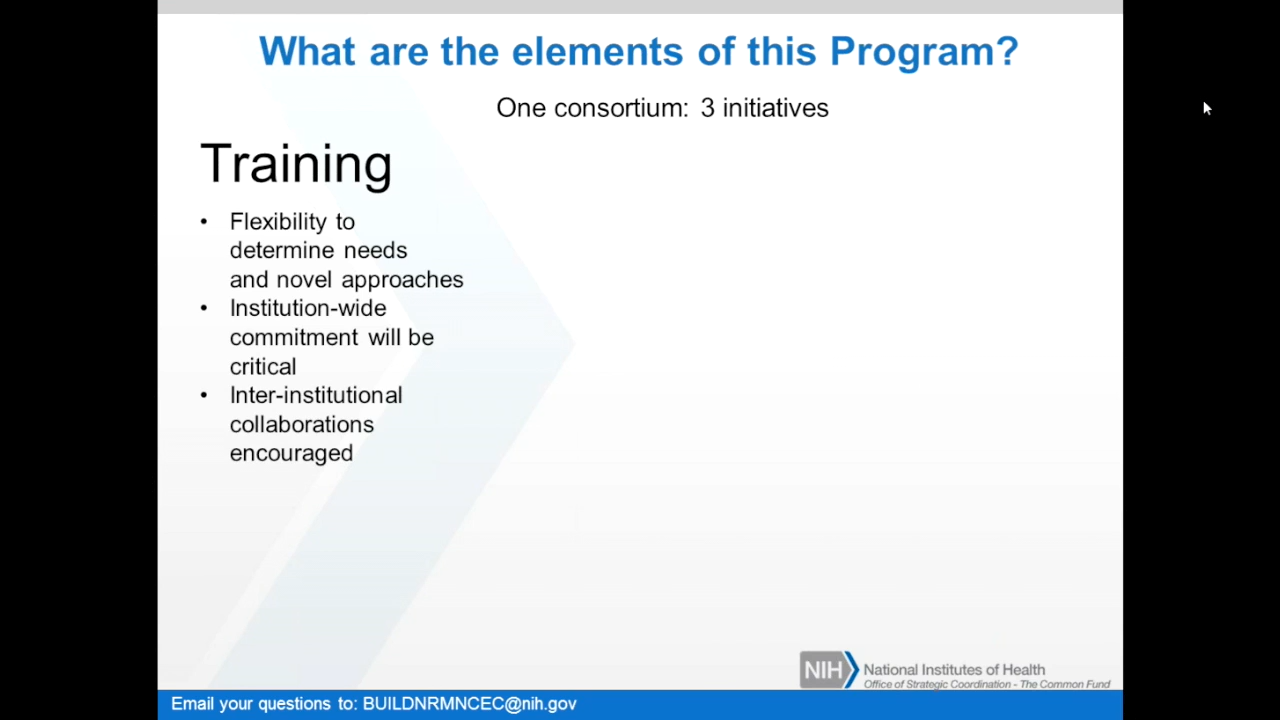 What are the elements of this Program?
One consortium: 3 initiatives
Training
• Flexibility to
determine needs
and novel approaches
• Institution-wide
commitment will be
critical
• Inter-institutional
collaborations
encouraged
NIH National Institutes of Health
Office of Strategic Coordination - The Common Fund
Email your questions to: BUILDNRMNCEC@nih.gov